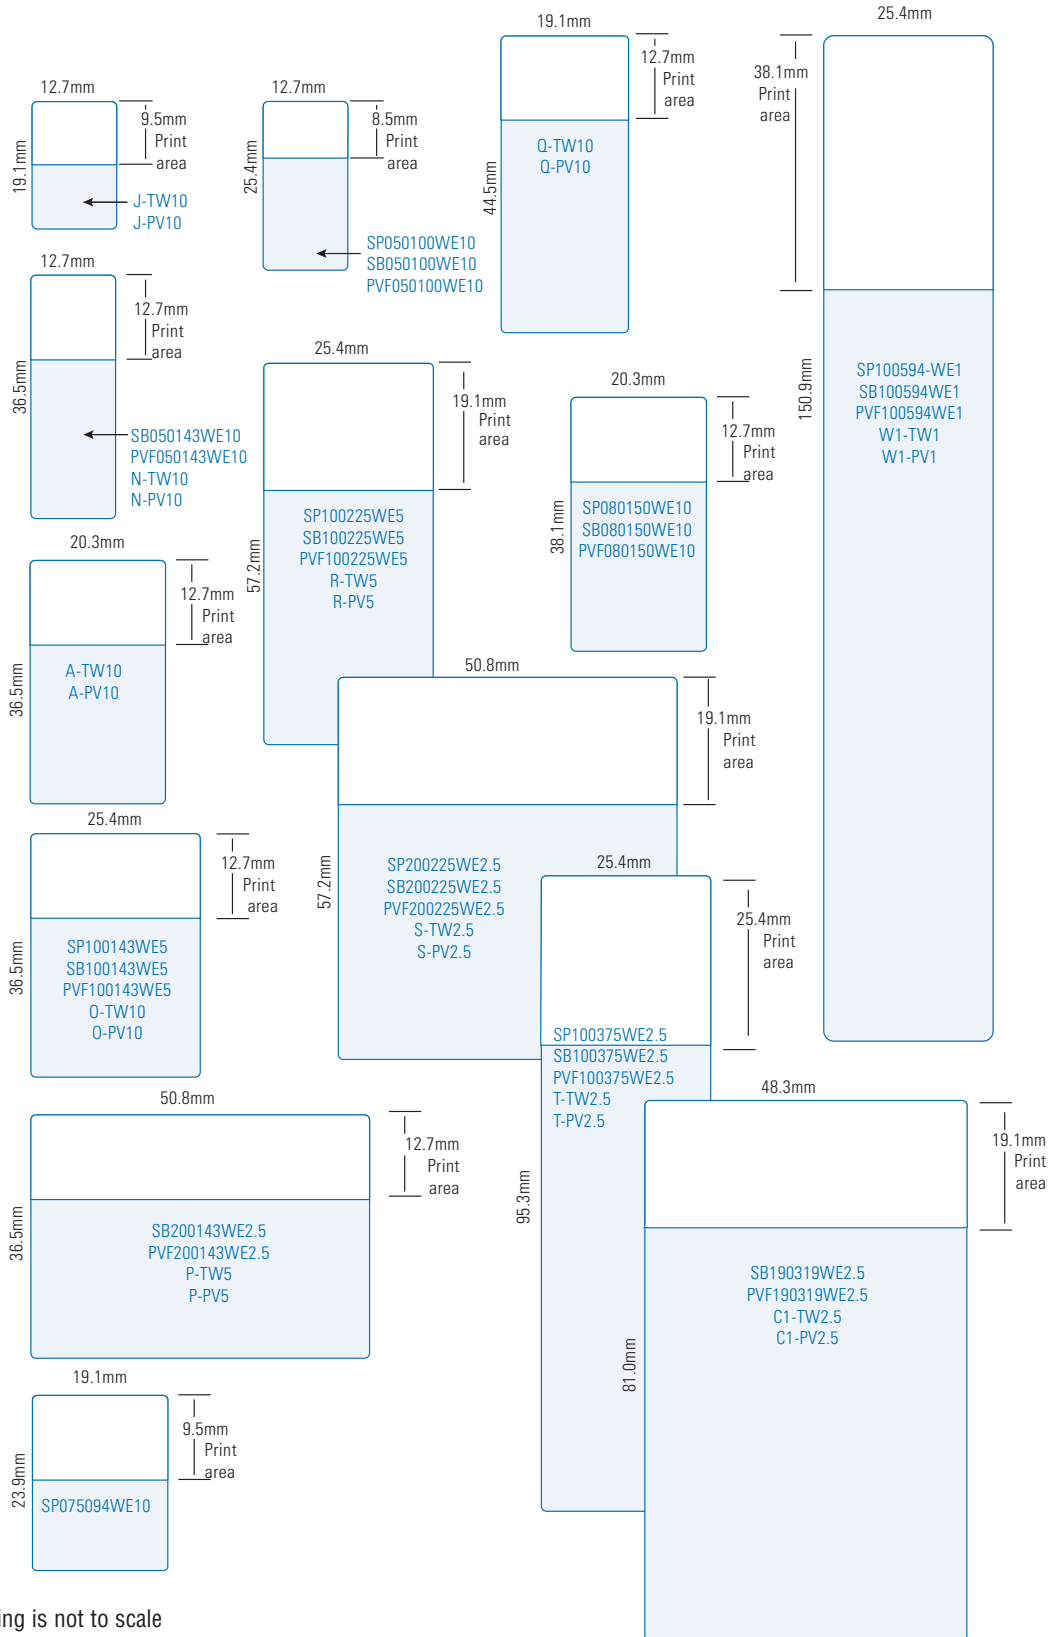 12.7mm
9.5mm
Print
area
19.1mm
J-TW10
J-PV10
12.7mm
8.5mm
Print
area
25.4mm
SP050100WE10
SB050100WE10
PVF050100WE10
19.1mm
12.7mm
Print
area
44.5mm
Q-TW10
Q-PV10
25.4mm
38.1mm
Print
area
150.9mm
SP100594-WE1
SB100594WE1
PVF100594WE1
W1-TW1
W1-PV1
12.7mm
12.7mm
Print
area
36.5mm
SB050143WE10
PVF050143WE10
N-TW10
N-PV10
25.4mm
19.1mm
Print
area
57.2mm
SP100225WE5
SB100225WE5
PVF100225WE5
R-TW5
R-PV5
20.3mm
12.7mm
Print
area
38.1mm
SP080150WE10
SB080150WE10
PVF080150WE10
20.3mm
12.7mm
Print
area
36.5mm
A-TW10
A-PV10
50.8mm
19.1mm
Print
area
57.2mm
SP200225WE2.5
SB200225WE2.5
PVF200225WE2.5
S-TW2.5
S-PV2.5
25.4mm
12.7mm
Print
area
36.5mm
SP100143WE5
SB100143WE5
PVF100143WE5
O-TW10
O-PV10
25.4mm
25.4mm
Print
area
95.3mm
SP100375WE2.5
SB100375WE2.5
PVF100375WE2.5
T-TW2.5
T-PV2.5
50.8mm
12.7mm
Print
area
36.5mm
SB200143WE2.5
PVF200143WE2.5
P-TW5
P-PV5
48.3mm
19.1mm
Print
area
81.0mm
SB190319WE2.5
PVF190319WE2.5
C1-TW2.5
C1-PV2.5
19.1mm
9.5mm
Print
area
23.9mm
SP075094WE10
ing is not to scale